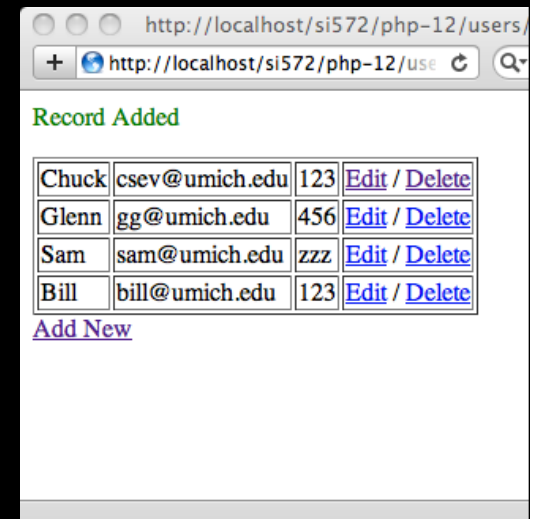 http://localhost/si572/php-12/users/
http://localhost/si572/php-12/use
Record Added
Chuck csev@umich.edu 123 Edit / Delete
Glenn gg@umich.edu 456 Edit / Delete
Sam sam@umich.edu zzz Edit / Delete
Bill bill@umich.edu 123 Edit / Delete
Add New